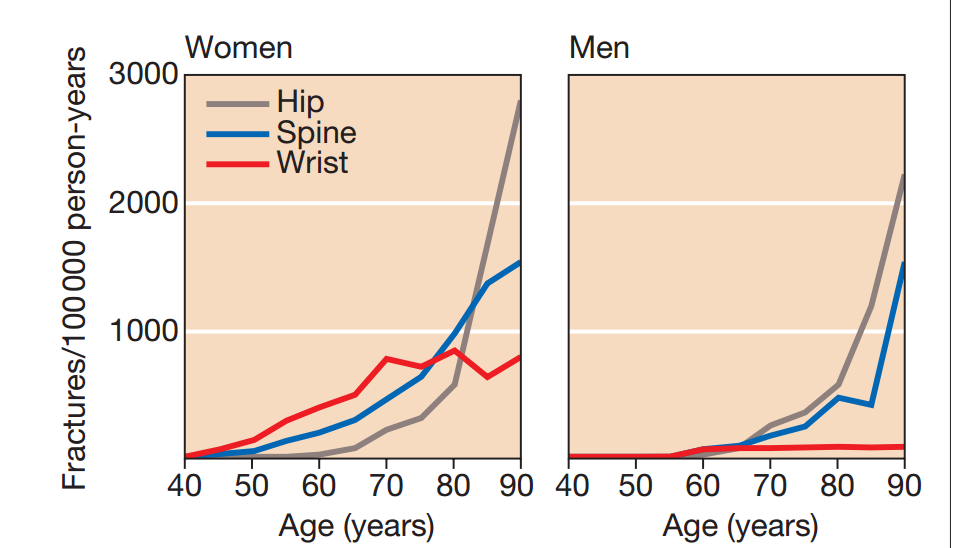 Women
Men
Fractures/100 000 person-years
3000
2000
1000
Hip
Spine
Wrist
40 50 60 70 80 90
40 50 60 70 80 90
Age (years)
Age (years)